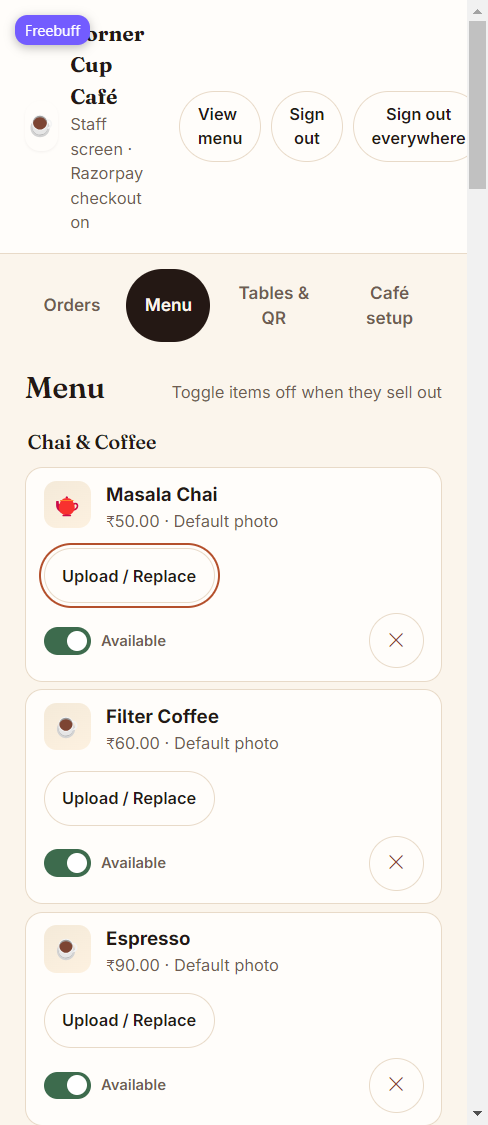 Freebuff
orner
Cup
Café
Staff
screen ·
Razorpay
checkout
on
View
menu
Sign
out
Sign out
everywhere
Orders
Menu
Tables &
QR
Café
setup
Menu
Toggle items off when they sell out
Chai & Coffee
Masala Chai
₹50.00 · Default photo
Upload / Replace
Available
Filter Coffee
₹60.00 · Default photo
Upload / Replace
Available
Espresso
₹90.00 · Default photo
Upload / Replace
Available